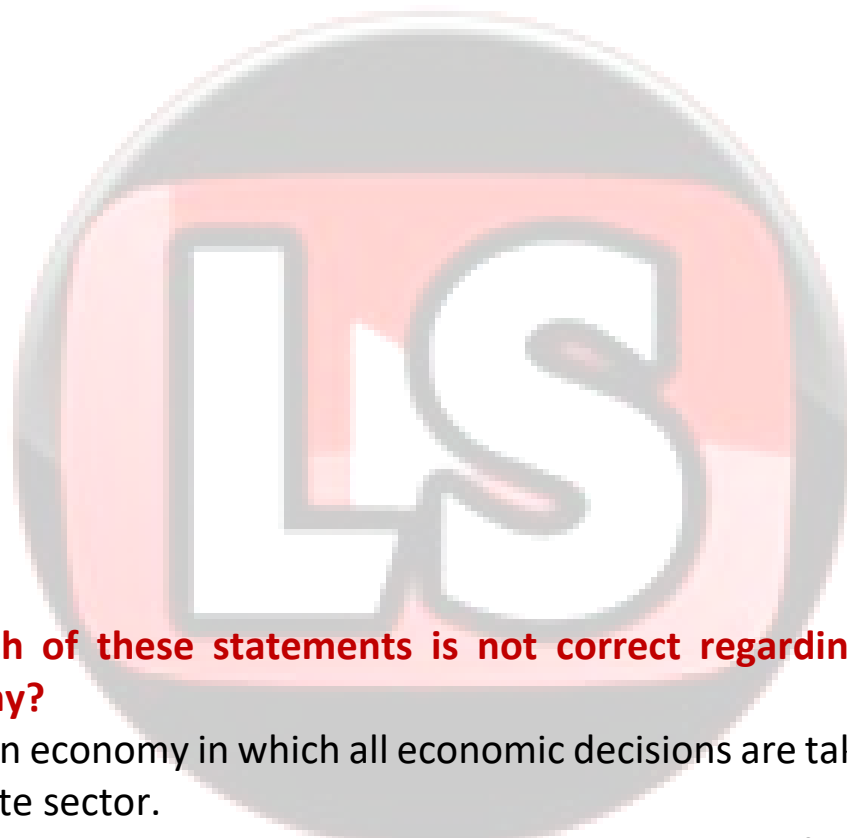 LS
h of these statements is not correct regardin
ny?
n economy in which all economic decisions are tak
te sector.